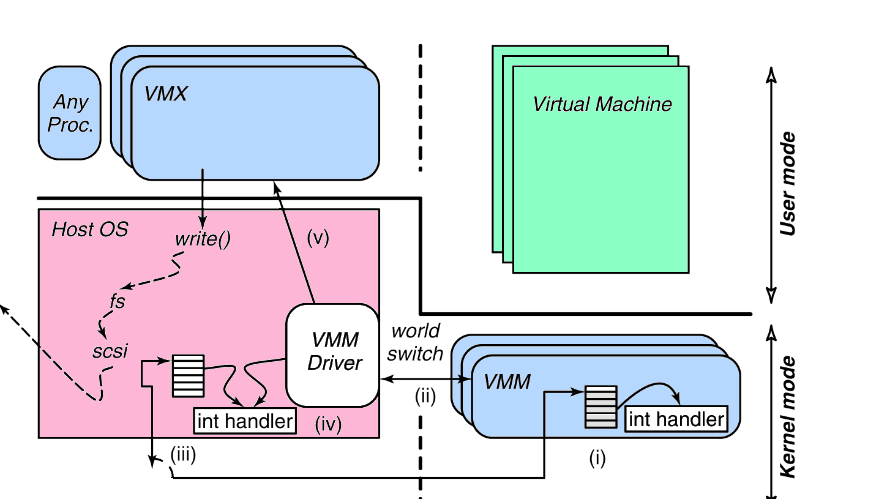 Any
Proc.
VMX
Virtual Machine
User mode
Host OS
write()
(v)
fs
scsi
VMM
Driver
world
switch
(ii)
VMM
int handler
(iv)
int handler
(iii)
(i)
Kernel mode